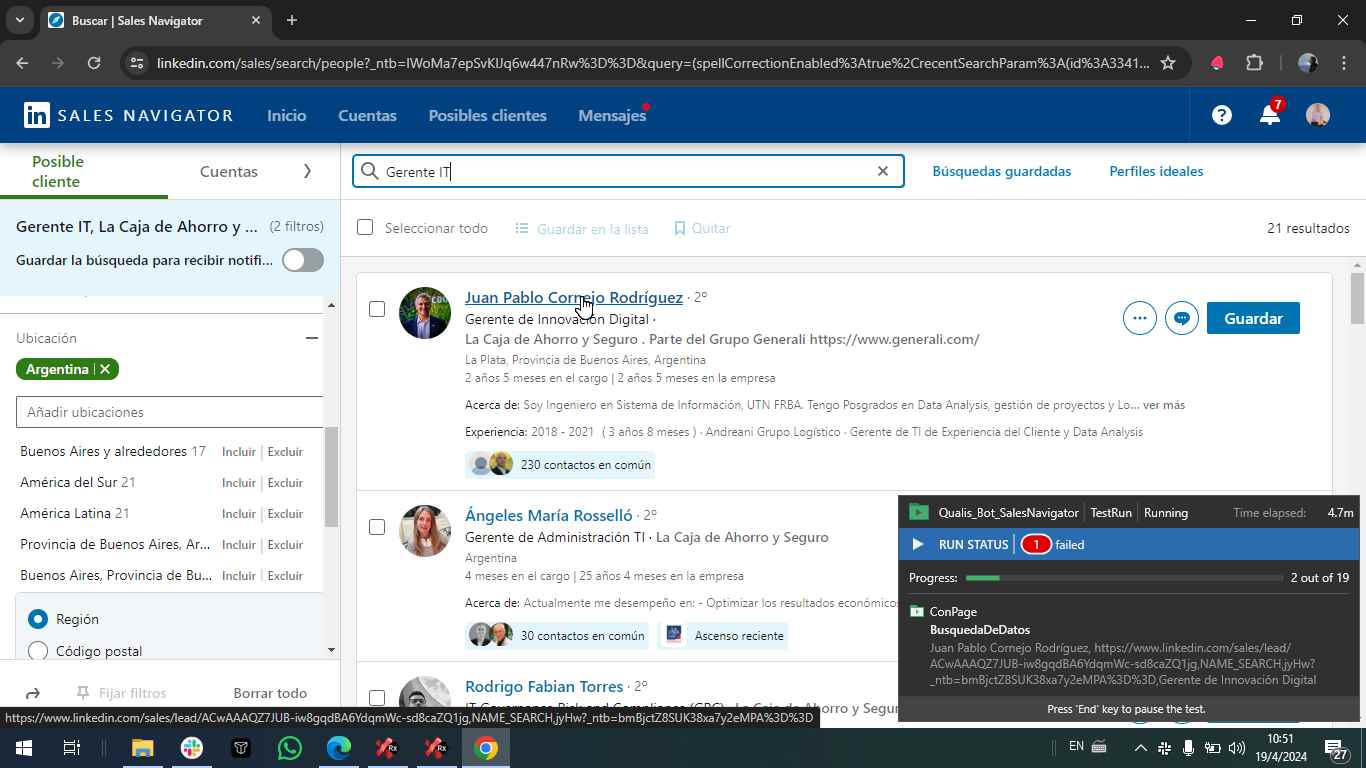 Buscar | Sales Navigator
linkedin.com/sales/search/people?_ntb=IWoMa7epSvKlJq6w447nRw%3D%3D&query=(spellCorrectionEnabled%3Atrue%2CrecentSearchParam%3A(id%3A3341...
in SALES NAVIGATOR
Inicio
Cuentas
Posibles clientes
Mensajes
7
Posible cliente
Cuentas
Gerente IT
Búsquedas guardadas
Perfiles ideales
Gerente IT, La Caja de Ahorro y ... (2 filtros)
Guardar la búsqueda para recibir notifi...
Seleccionar todo
Guardar en la lista
Quitar
21 resultados
Ubicación
Argentina
Añadir ubicaciones
Buenos Aires y alrededores 17 Incluir | Excluir
América del Sur 21 Incluir | Excluir
América Latina 21 Incluir | Excluir
Provincia de Buenos Aires, Ar... Incluir | Excluir
Buenos Aires, Provincia de Bu... Incluir | Excluir
Región
Código postal
Fijar filtros
Borrar todo
Juan Pablo Cornejo Rodríguez · 2º
Gerente de Innovación Digital ·
La Caja de Ahorro y Seguro . Parte del Grupo Generali https://www.generali.com/
La Plata, Provincia de Buenos Aires, Argentina
2 años 5 meses en el cargo | 2 años 5 meses en la empresa
Acerca de: Soy Ingeniero en Sistema de Información, UTN FRBA. Tengo Posgrados en Data Analysis, gestión de proyectos y Lo... ver más
Experiencia: 2018 - 2021 ( 3 años 8 meses ) · Andreani Grupo Logístico · Gerente de TI de Experiencia del Cliente y Data Analysis
230 contactos en común
Guardar
Ángeles María Rosselló · 2º
Gerente de Administración TI · La Caja de Ahorro y Seguro
Argentina
4 meses en el cargo | 25 años 4 meses en la empresa
Acerca de: Actualmente me desempeño en: - Optimizar los resultados económicos
30 contactos en común
Ascenso reciente
Rodrigo Fabian Torres · 2º
Qualis_Bot_SalesNavigator | TestRun | Running
Time elapsed: 4.7m
RUN STATUS 1 failed
Progress: 2 out of 19
ConPage
BusquedaDeDatos
Juan Pablo Cornejo Rodríguez, https://www.linkedin.com/sales/lead/
ACwAAAQZ7JUB-iw8gqdBA6YdqmWc-sd8caZQ1jg,NAME_SEARCH,jyHw?
_ntb=bmBjctZ8SUK38xa7y2eMPA%3D%3D,Gerente de Innovación Digital
Press 'End' key to pause the test.
https://www.linkedin.com/sales/lead/ACwAAAQZ7JUB-iw8gqdBA6YdqmWc-sd8caZQ1jg,NAME_SEARCH,jyHw?_ntb=bmBjctZ8SUK38xa7y2eMPA%3D%3D
Rx
Rx
EN
10:51
19/4/2024
27